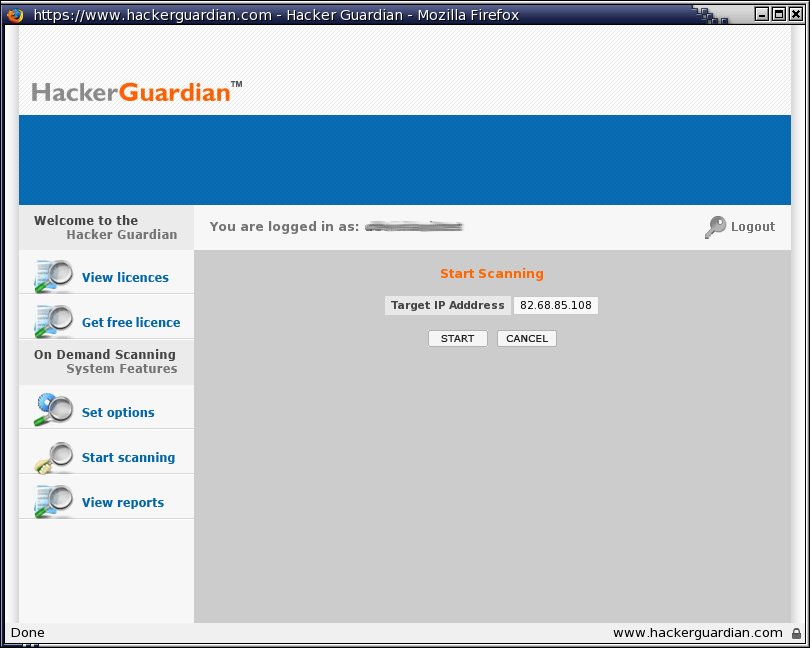 https://www.hackerguardian.com - Hacker Guardian - Mozilla Firefox
HackerGuardian™
Welcome to the
Hacker Guardian
You are logged in as:
Logout
View licences
Get free licence
On Demand Scanning
System Features
Set options
Start scanning
View reports
Start Scanning
Target IP Adddress 82.68.85.108
START CANCEL
Done
www.hackerguardian.com